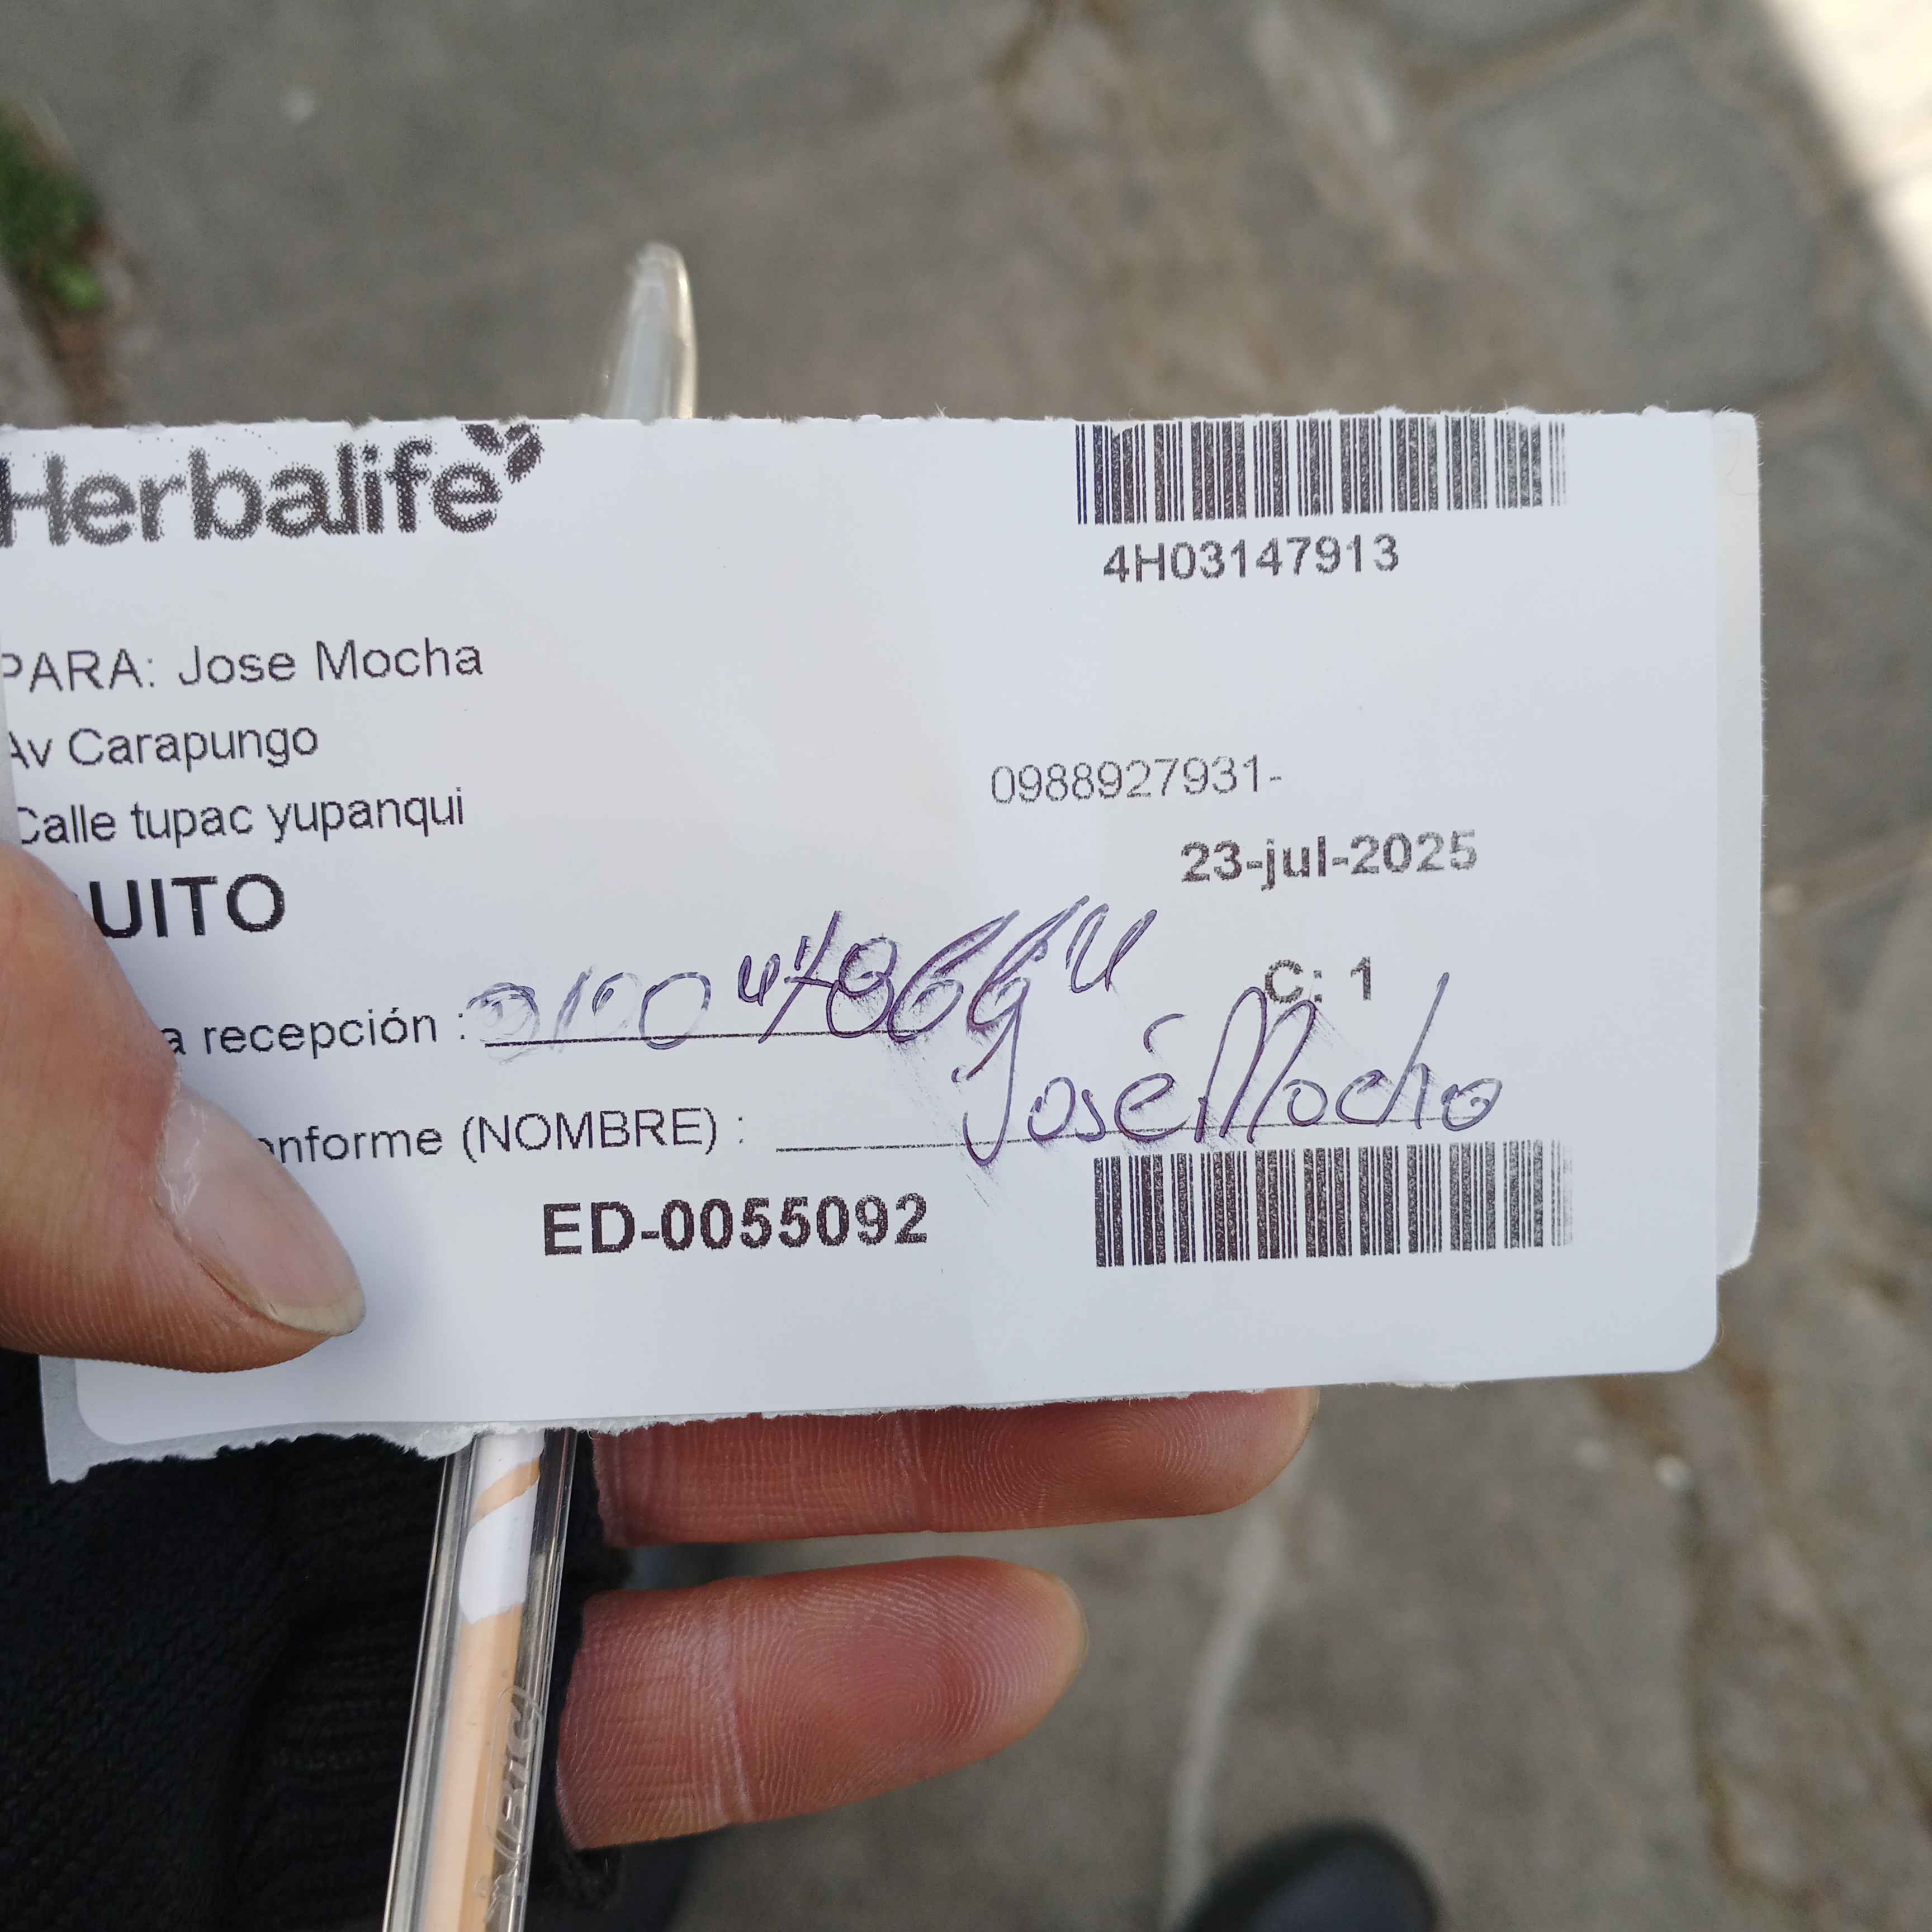 Herbalife
4H03147913
PARA: Jose Mocha
Av Carapungo
0988927931-
Calle tupac yupanqui
23-jul-2025
UITO
C: 1
a recepción :
onforme (NOMBRE) : José Mocha
ED-0055092
BIC